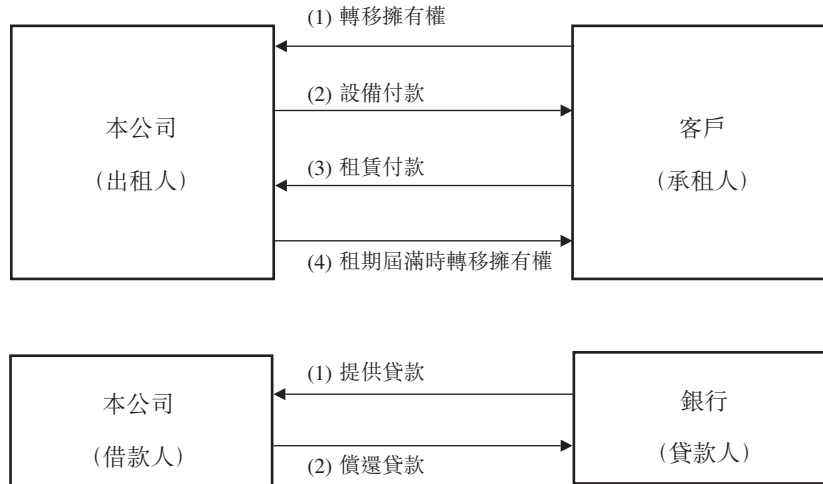 (1) 轉移擁有權
(2) 設備付款
本公司
(出租人)
客戶
(承租人)
(3) 租賃付款
(4) 租期屆滿時轉移擁有權
(1) 提供貸款
本公司
(借款人)
銀行
(貸款人)
(2) 償還貸款